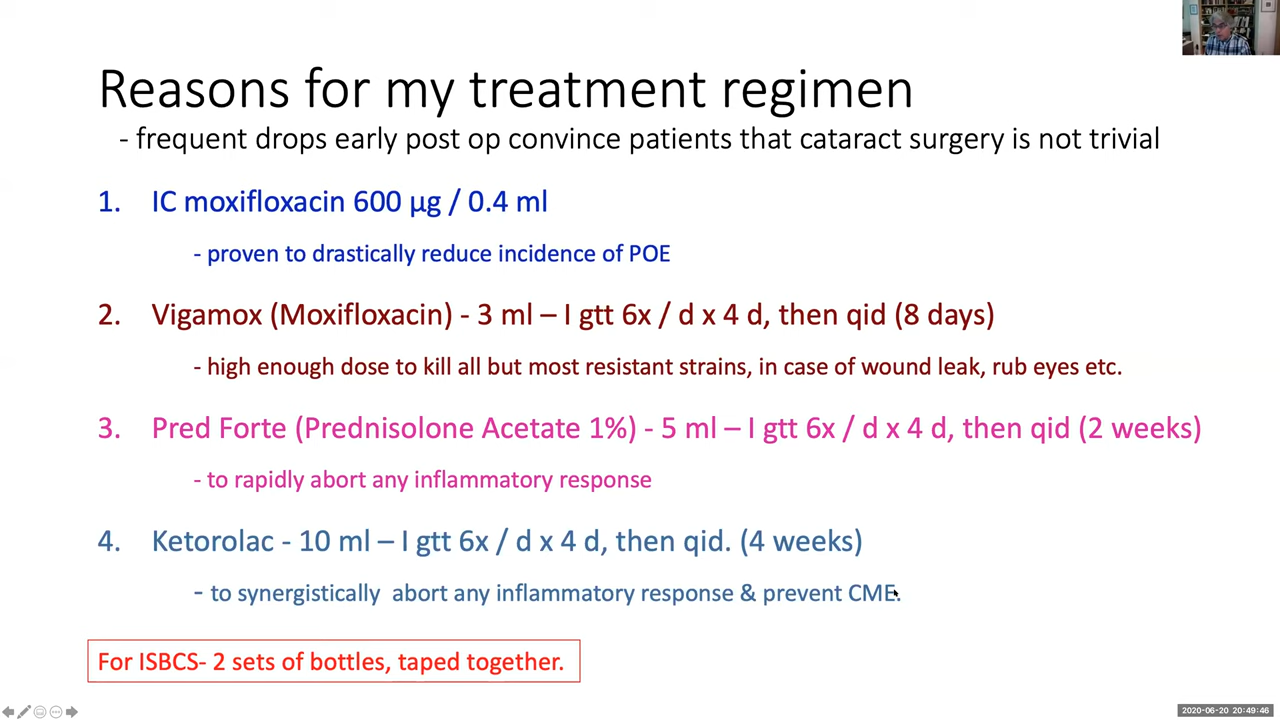 Reasons for my treatment regimen
- frequent drops early post op convince patients that cataract surgery is not trivial
1. IC moxifloxacin 600 µg / 0.4 ml
- proven to drastically reduce incidence of POE
2. Vigamox (Moxifloxacin) - 3 ml – I gtt 6x / d x 4 d, then qid (8 days)
- high enough dose to kill all but most resistant strains, in case of wound leak, rub eyes etc.
3. Pred Forte (Prednisolone Acetate 1%) - 5 ml – I gtt 6x / d x 4 d, then qid (2 weeks)
- to rapidly abort any inflammatory response
4. Ketorolac - 10 ml – I gtt 6x / d x 4 d, then qid. (4 weeks)
- to synergistically abort any inflammatory response & prevent CME.
For ISBCS- 2 sets of bottles, taped together.
2020-06-20 20:49:46